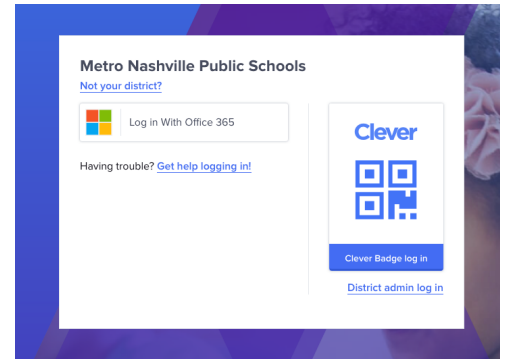 Metro Nashville Public Schools
Not your district?
Log in With Office 365
Having trouble? Get help logging in!
Clever
Clever Badge log in
District admin log in